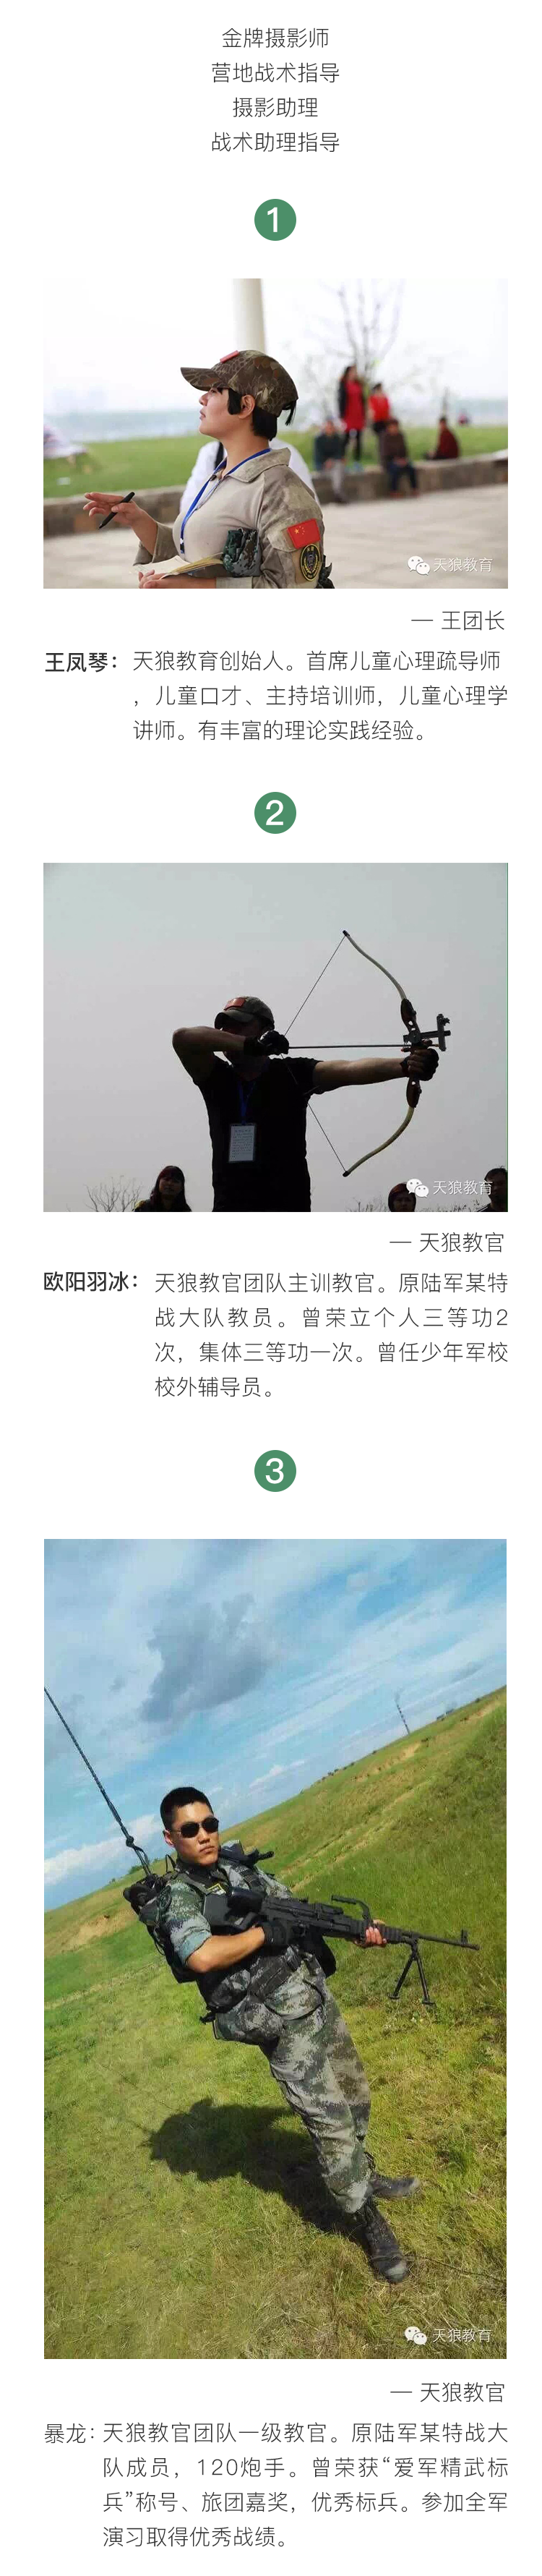 金牌摄影师
营地战术指导
摄影助理
战术助理指导
1
天狼教育
— 王团长
王凤琴：天狼教育创始人。首席儿童心理疏导师
，儿童口才、主持培训师，儿童心理学
讲师。有丰富的理论实践经验。
2
天狼教育
— 天狼教官
欧阳羽冰：天狼教官团队主训教官。原陆军某特
战大队教员。曾荣立个人三等功2
次，集体三等功一次。曾任少年军校
校外辅导员。
3
天狼教育
— 天狼教官
暴龙：天狼教官团队一级教官。原陆军某特战大
队成员，120炮手。曾荣获“爱军精武标
兵”称号、旅团嘉奖，优秀标兵。参加全军
演习取得优秀战绩。